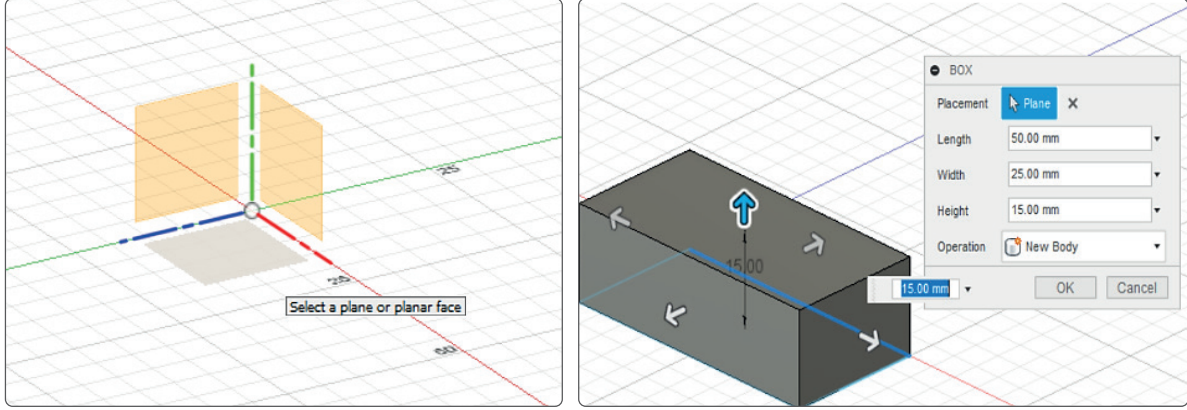 25
25
Select a plane or planar face
50
BOX
Placement Plane
Length 50.00 mm
Width 25.00 mm
Height 15.00 mm
Operation New Body
15.00
15.00 mm
OK Cancel